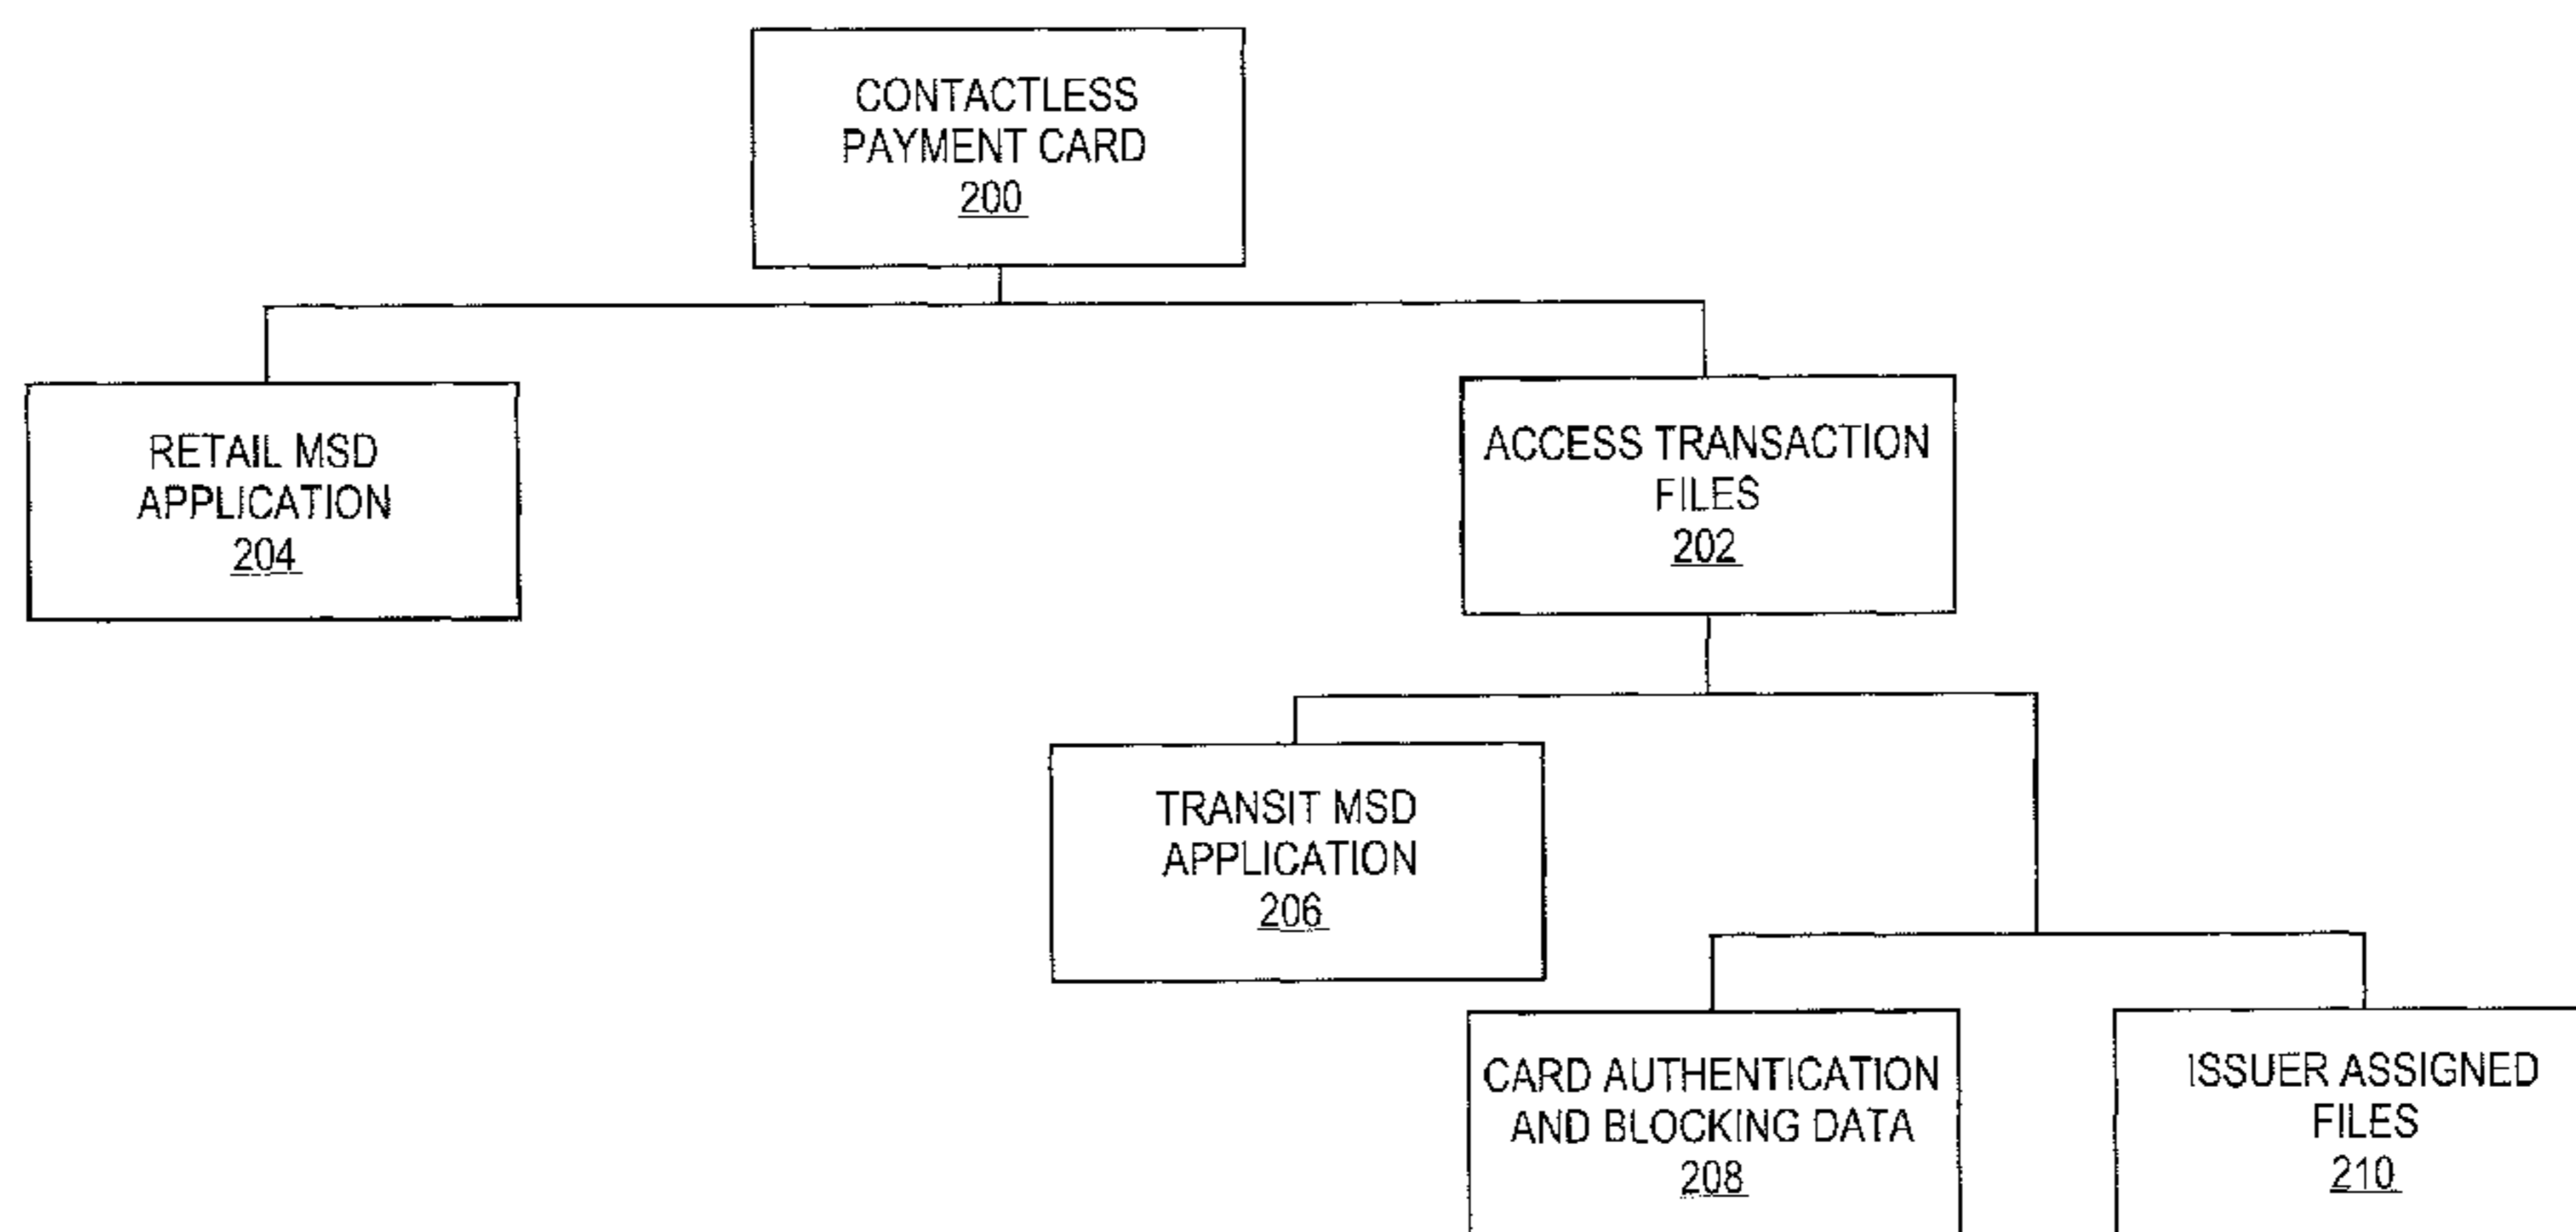 CONTACTLESS
PAYMENT CARD
200
RETAIL MSD
APPLICATION
204
ACCESS TRANSACTION
FILES
202
TRANSIT MSD
APPLICATION
206
CARD AUTHENTICATION
AND BLOCKING DATA
208
ISSUER ASSIGNED
FILES
210